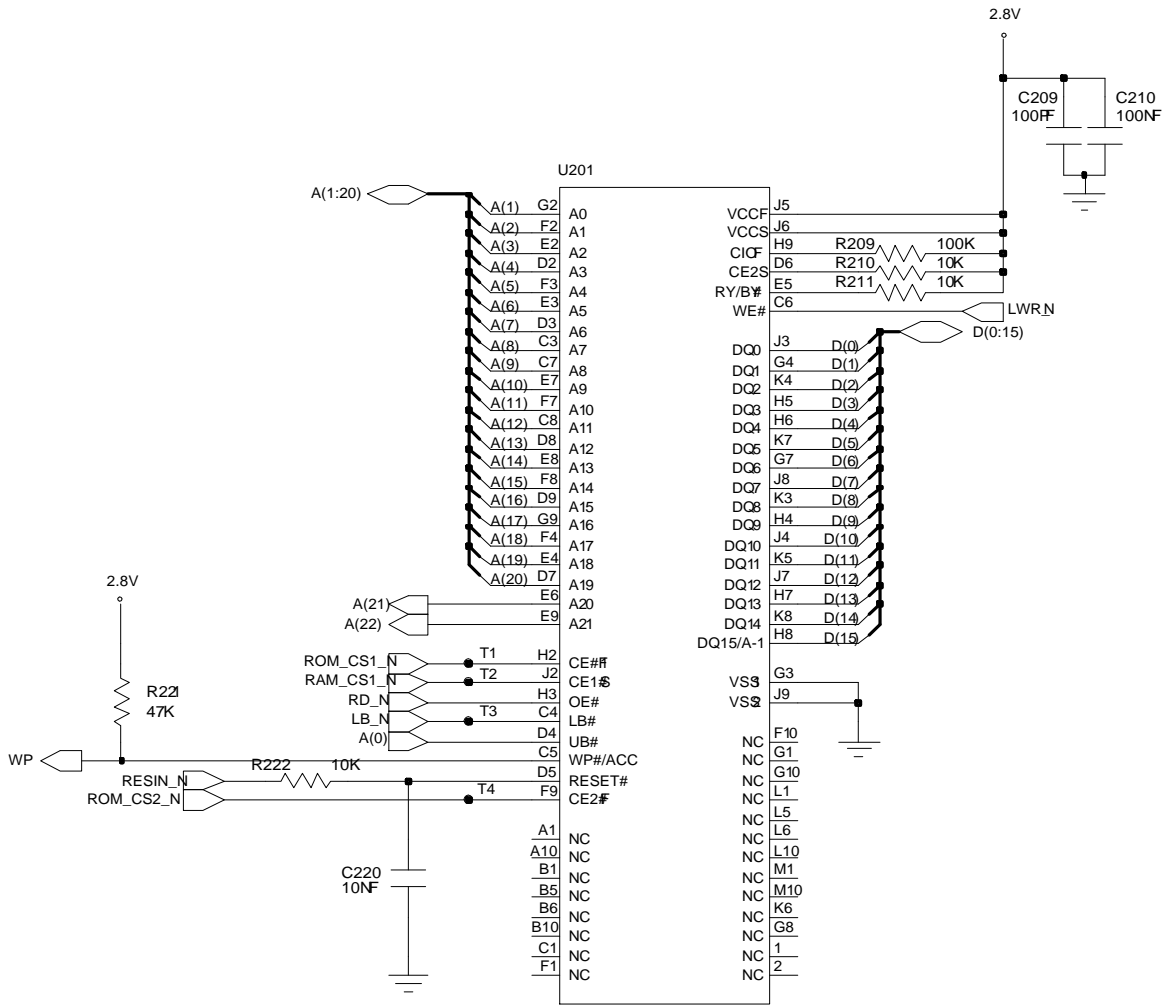 2.8V
C209
100PF
C210
100NF
U201
A(1:20)
A(1) G2 A0
A(2) F2 A1
A(3) E2 A2
A(4) D2 A3
A(5) F3 A4
A(6) E3 A5
A(7) D3 A6
A(8) C3 A7
A(9) C7 A8
A(10) E7 A9
A(11) F7 A10
A(12) C8 A11
A(13) D8 A12
A(14) E8 A13
A(15) F8 A14
A(16) D9 A15
A(17) G9 A16
A(18) F4 A17
A(19) E4 A18
A(20) D7 A19
A(21) E6 A20
A(22) E9 A21
ROM_CS1_N T1 H2 CE#1F
RAM_CS1_N T2 J2 CE1#S
RD_N H3 OE#
LB_N T3 C4 LB#
A(0) D4 UB#
2.8V
R221
47K
WP C5 WP#/ACC
RESIN_N R222 10K D5 RESET#
ROM_CS2_N T4 F9 CE2#F
C220
10NF
A1 NC
A10 NC
B1 NC
B5 NC
B6 NC
B10 NC
C1 NC
F1 NC
VCCF J5
VCCS J6
CIOF H9 R209 100K
CE2S D6 R210 10K
RY/BY# E5 R211 10K
WE# C6 LWR_N
D(0:15)
DQ0 J3 D(0)
DQ1 G4 D(1)
DQ2 K4 D(2)
DQ3 H5 D(3)
DQ4 H6 D(4)
DQ5 K7 D(5)
DQ6 G7 D(6)
DQ7 J8 D(7)
DQ8 K3 D(8)
DQ9 H4 D(9)
DQ10 J4 D(10)
DQ11 K5 D(11)
DQ12 J7 D(12)
DQ13 H7 D(13)
DQ14 K8 D(14)
DQ15/A-1 H8 D(15)
VSS1 G3
VSS2 J9
NC F10
NC G1
NC G10
NC L1
NC L5
NC L6
NC L10
NC M1
NC M10
NC K6
NC G8
NC 1
NC 2